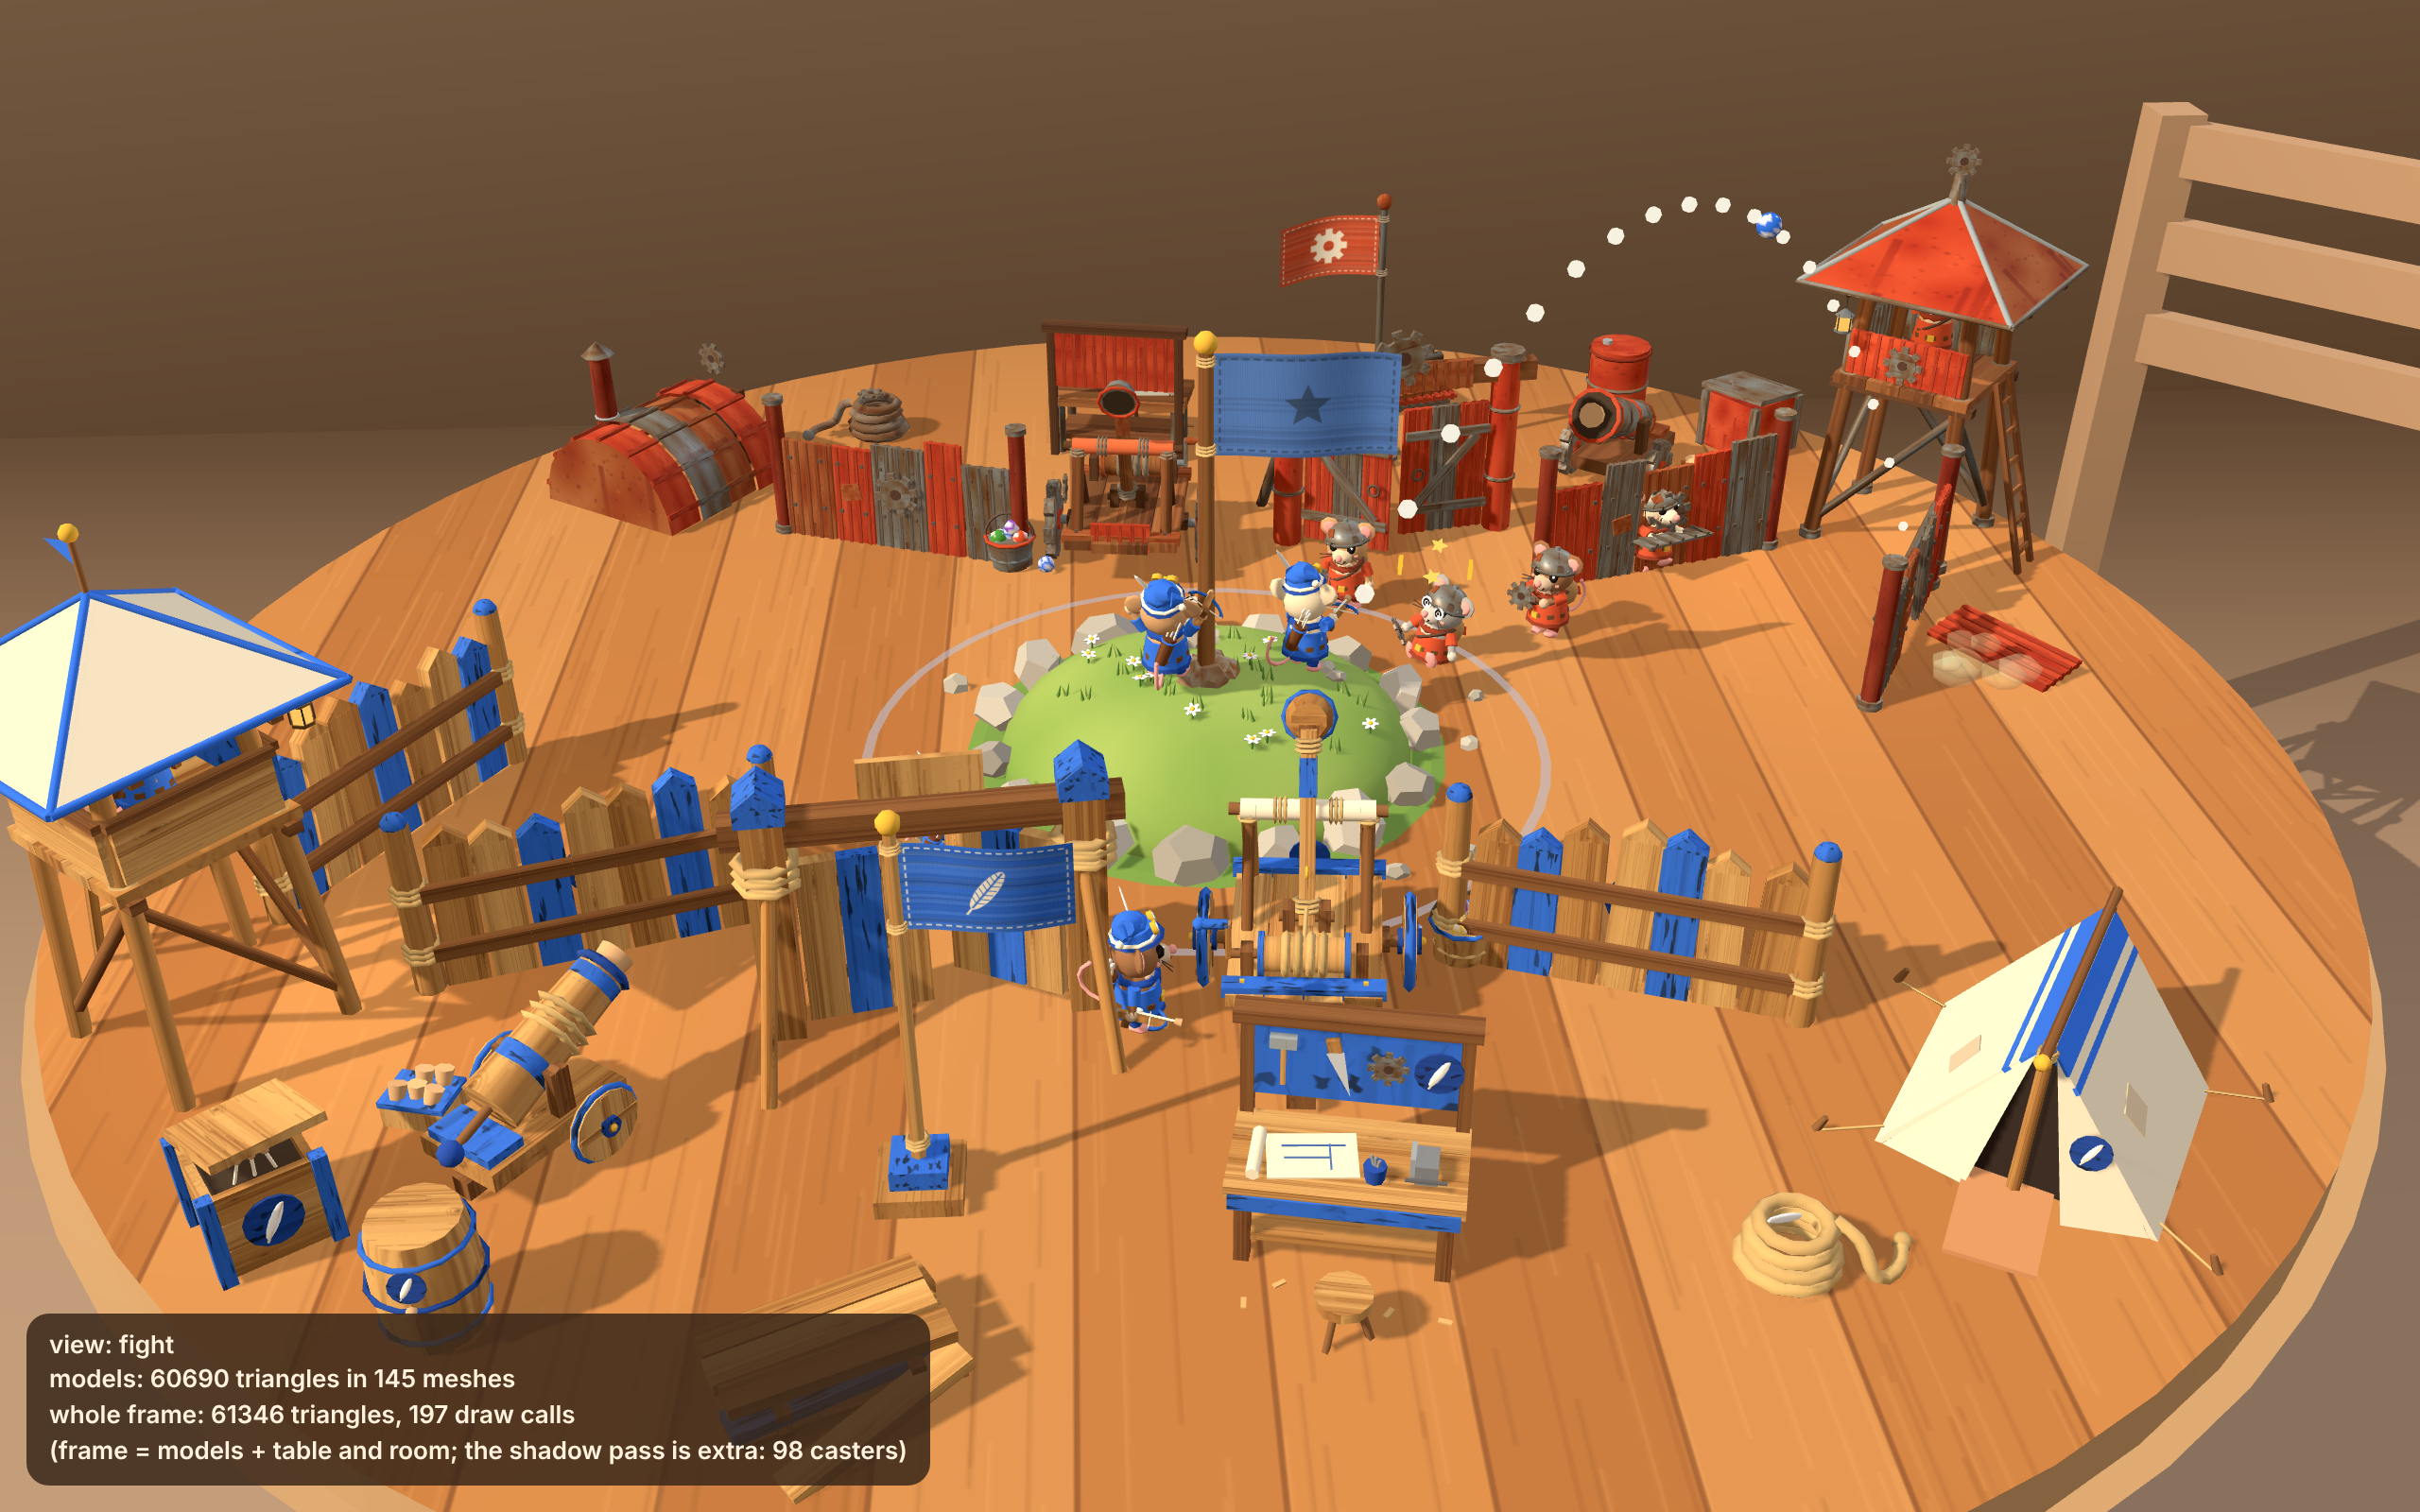 view: fight
models: 60690 triangles in 145 meshes
whole frame: 61346 triangles, 197 draw calls
(frame = models + table and room; the shadow pass is extra: 98 casters)